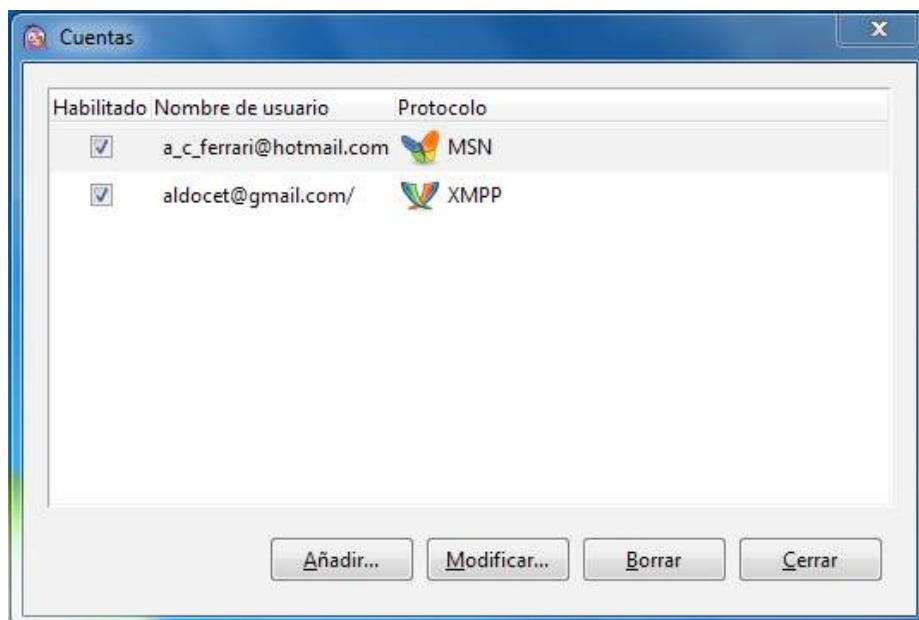 Cuentas
Habilitado Nombre de usuario Protocolo
a_c_ferrari@hotmail.com MSN
aldocet@gmail.com/ XMPP
Añadir... Modificar... Borrar Cerrar